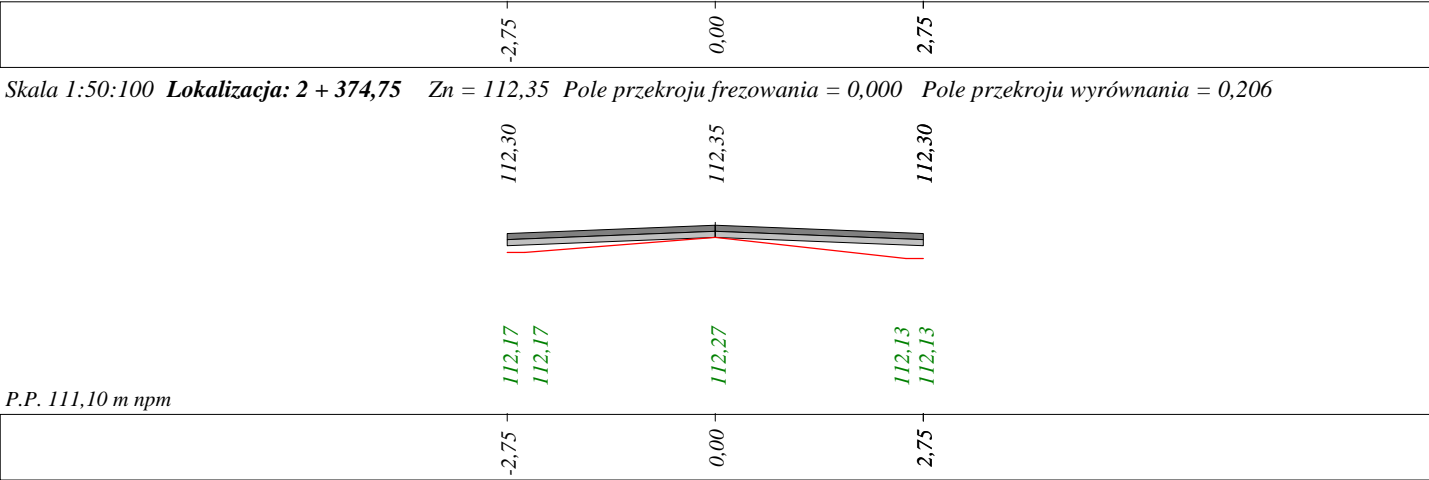 -2,75 0,00 2,75
Skala 1:50:100 Lokalizacja: 2 + 374,75 Zn = 112,35 Pole przekroju frezowania = 0,000 Pole przekroju wyrównania = 0,206
112,30 112,35 112,30
112,17 112,17 112,27 112,13 112,13
P.P. 111,10 m npm
-2,75 0,00 2,75